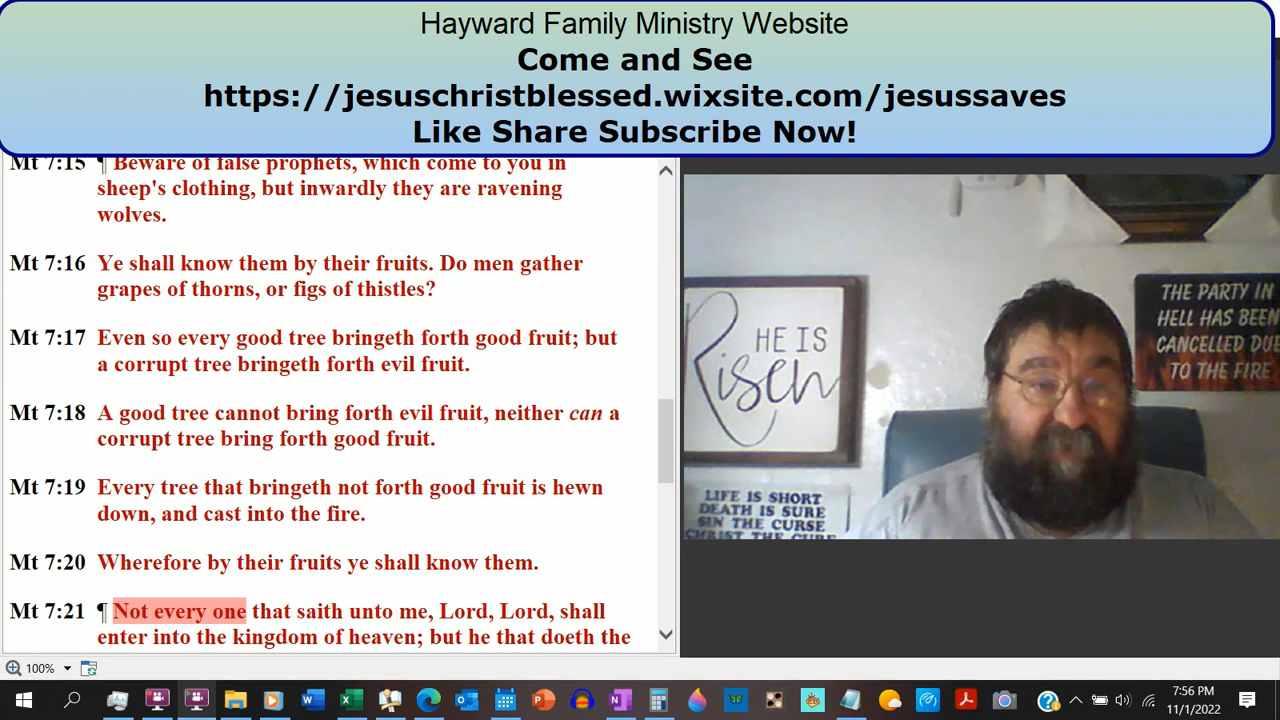 Hayward Family Ministry Website
Come and See
https://jesuschristblessed.wixsite.com/jesussaves
Like Share Subscribe Now!
Mt 7:15 ¶ Beware of false prophets, which come to you in
sheep's clothing, but inwardly they are ravening
wolves.
Mt 7:16 Ye shall know them by their fruits. Do men gather
grapes of thorns, or figs of thistles?
Mt 7:17 Even so every good tree bringeth forth good fruit; but
a corrupt tree bringeth forth evil fruit.
Mt 7:18 A good tree cannot bring forth evil fruit, neither can a
corrupt tree bring forth good fruit.
Mt 7:19 Every tree that bringeth not forth good fruit is hewn
down, and cast into the fire.
Mt 7:20 Wherefore by their fruits ye shall know them.
Mt 7:21 ¶ Not every one that saith unto me, Lord, Lord, shall
enter into the kingdom of heaven; but he that doeth the
HE IS
Risen
THE PARTY IN
HELL HAS BEEN
CANCELLED DUE
TO THE FIRE
LIFE IS SHORT
DEATH IS SURE
SIN THE CURSE
CHRIST THE CURE
100%
7:56 PM
11/1/2022